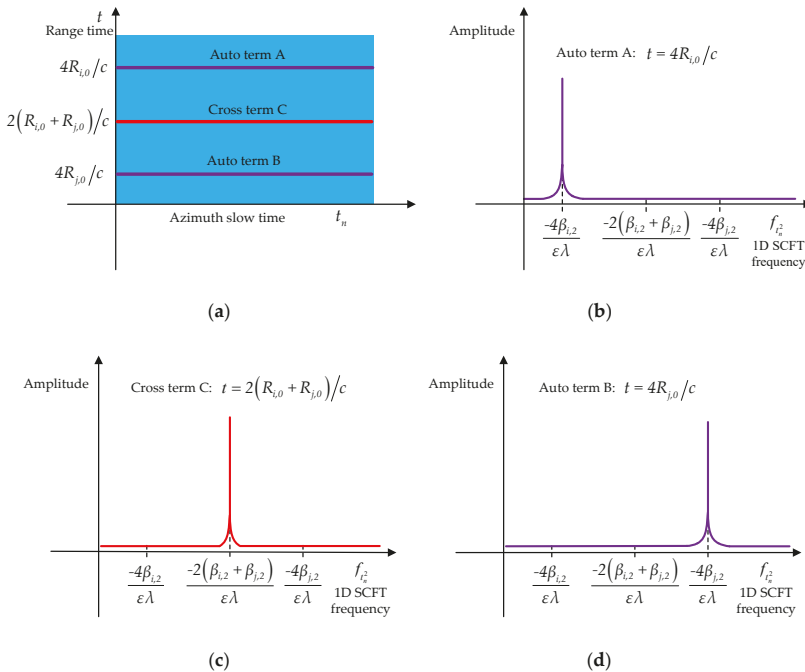 t
Range time
Auto term A
4R_{i,0}/c
Cross term C
2(R_{i,0} + R_{j,0})/c
Auto term B
4R_{j,0}/c
Azimuth slow time
t_n
(a)
Amplitude
Auto term A: t = 4R_{i,0}/c
-4β_{i,2}/ελ
-2(β_{i,2} + β_{j,2})/ελ
-4β_{j,2}/ελ
f_{t_n^2}
1D SCFT
frequency
(b)
Amplitude
Cross term C: t = 2(R_{i,0} + R_{j,0})/c
-4β_{i,2}/ελ
-2(β_{i,2} + β_{j,2})/ελ
-4β_{j,2}/ελ
f_{t_n^2}
1D SCFT
frequency
(c)
Amplitude
Auto term B: t = 4R_{j,0}/c
-4β_{i,2}/ελ
-2(β_{i,2} + β_{j,2})/ελ
-4β_{j,2}/ελ
f_{t_n^2}
1D SCFT
frequency
(d)